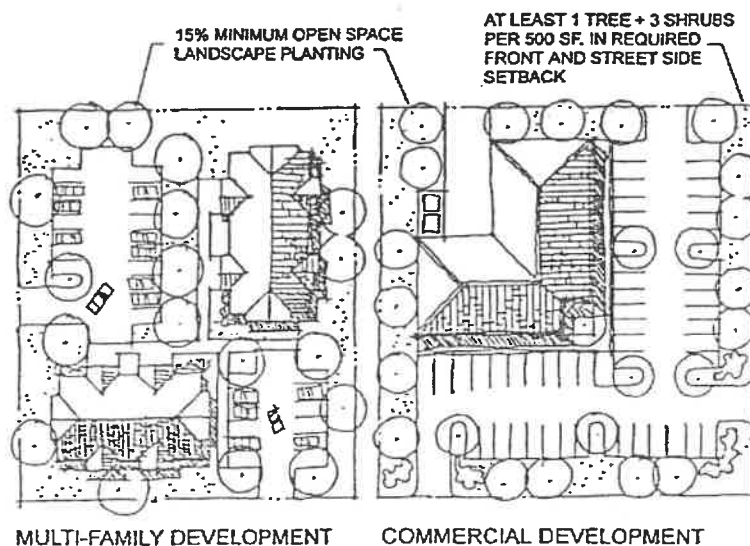 15% MINIMUM OPEN SPACE
LANDSCAPE PLANTING
AT LEAST 1 TREE + 3 SHRUBS
PER 500 SF. IN REQUIRED
FRONT AND STREET SIDE
SETBACK
MULTI-FAMILY DEVELOPMENT
COMMERCIAL DEVELOPMENT